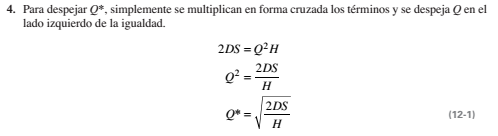 4. Para despejar Q*, simplemente se multiplican en forma cruzada los términos y se despeja Q en el
lado izquierdo de la igualdad.
2DS = Q²H
Q² = 2DS/H
Q* = √(2DS/H) (12-1)